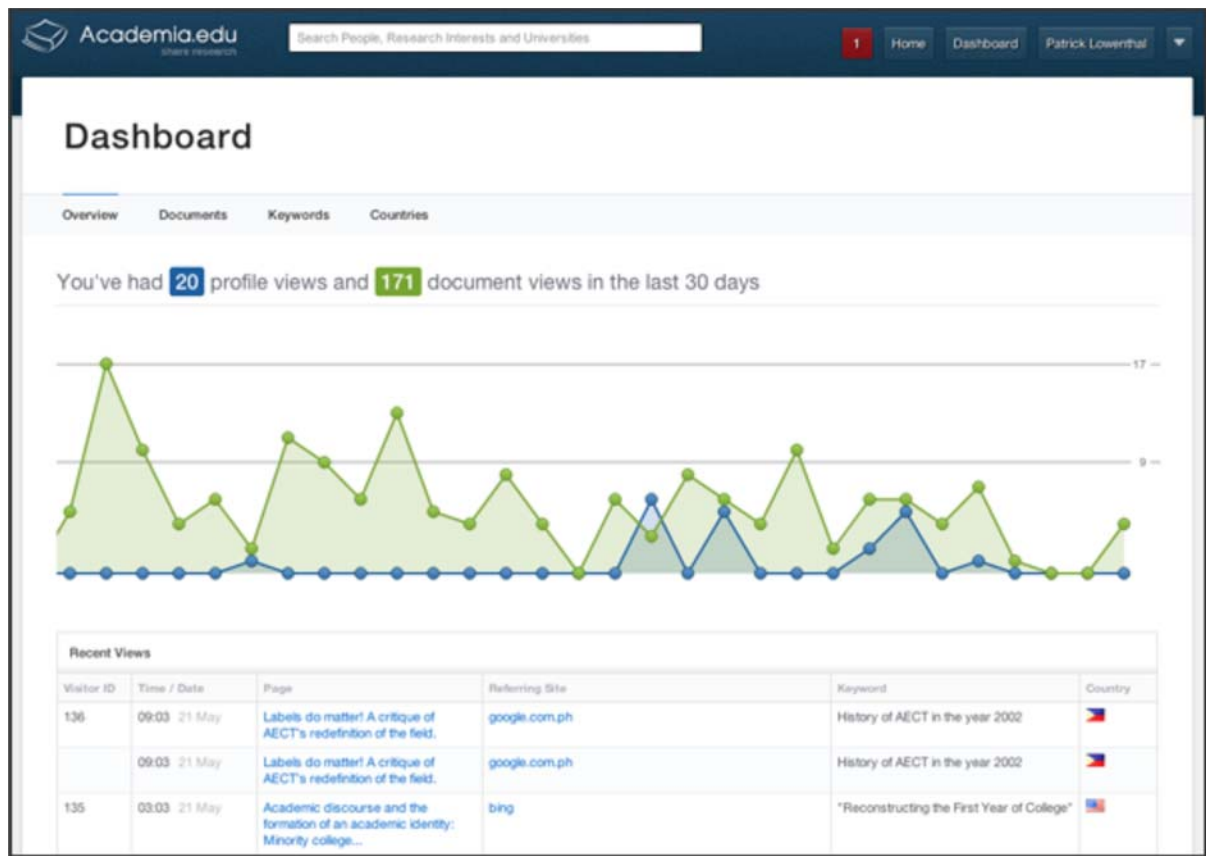 Academia.edu
share research
Search People, Research Interests and Universities
1 Home Dashboard Patrick Lowenthal
Dashboard
Overview Documents Keywords Countries
You've had 20 profile views and 171 document views in the last 30 days
17
9
Recent Views
Visitor ID Time / Date Page Referring Site Keyword Country
136 09:03 21 May Labels do matter! A critique of google.com.ph History of AECT in the year 2002
AECT's redefinition of the field.
09:03 21 May Labels do matter! A critique of google.com.ph History of AECT in the year 2002
AECT's redefinition of the field.
135 03:03 21 May Academic discourse and the bing "Reconstructing the First Year of College"
formation of an academic identity:
Minority college...